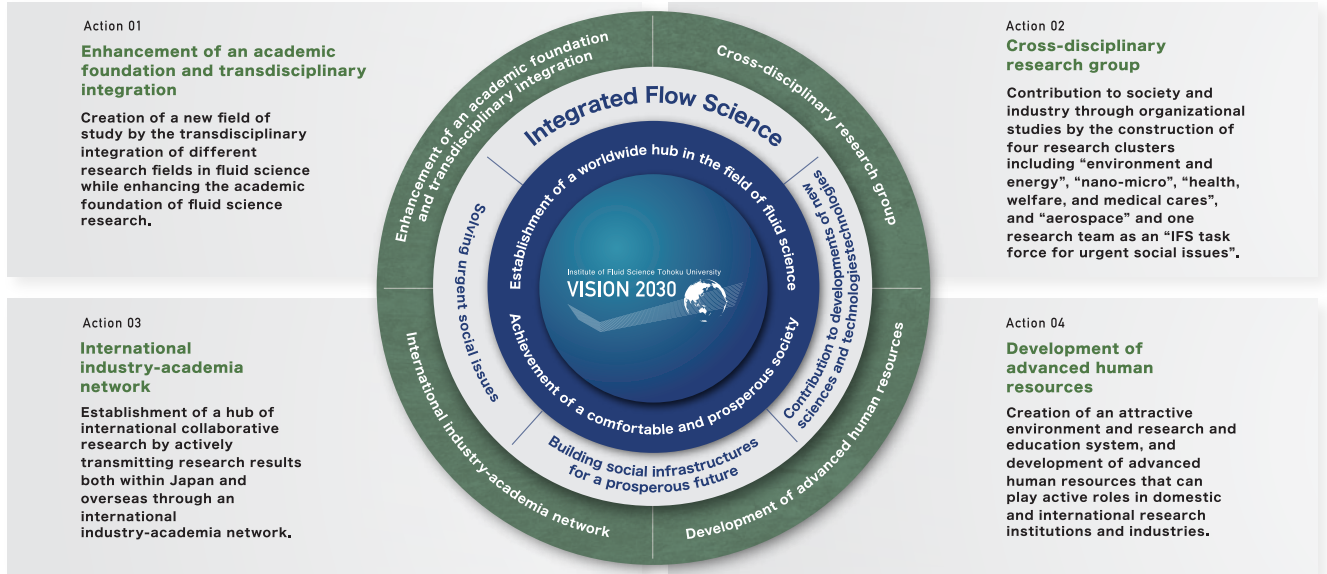 Action 01
Enhancement of an academic
foundation and transdisciplinary
integration
Creation of a new field of
study by the transdisciplinary
integration of different
research fields in fluid science
while enhancing the academic
foundation of fluid science
research.
Action 02
Cross-disciplinary
research group
Contribution to society and
industry through organizational
studies by the construction of
four research clusters
including “environment and
energy”, “nano-micro”, “health,
welfare, and medical cares”,
and “aerospace” and one
research team as an “IFS task
force for urgent social issues”.
Enhancement of an academic foundation
and transdisciplinary integration
Cross-disciplinary research group
Integrated Flow Science
Solving urgent social issues
Contribution to developments of new
sciences and technologiestechnologies
Establishment of a worldwide hub in the field of fluid science
Institute of Fluid Science Tohoku University
VISION 2030
Achievement of a comfortable and prosperous society
Building social infrastructures
for a prosperous future
International industry-academia network
Development of advanced human resources
Action 03
International
industry-academia
network
Establishment of a hub of
international collaborative
research by actively
transmitting research results
both within Japan and
overseas through an
international
industry-academia network.
Action 04
Development of
advanced human
resources
Creation of an attractive
environment and research and
education system, and
development of advanced
human resources that can
play active roles in domestic
and international research
institutions and industries.